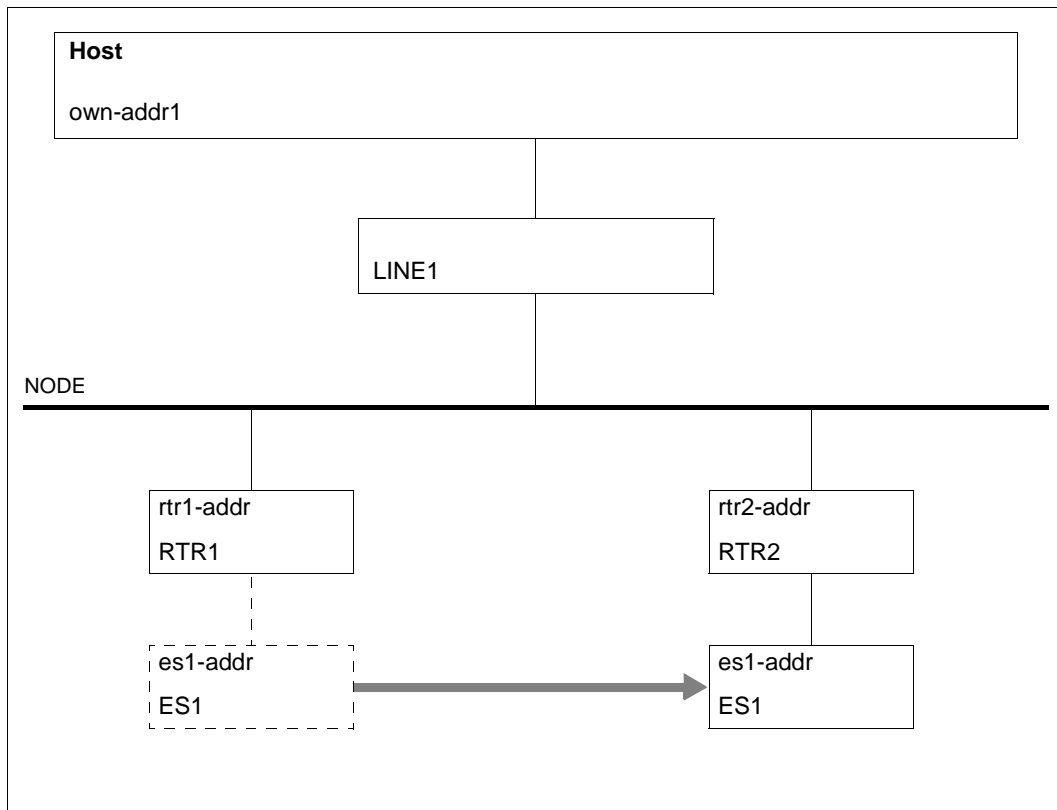 Host
own-addr1
LINE1
NODE
rtr1-addr
RTR1
rtr2-addr
RTR2
es1-addr
ES1
es1-addr
ES1